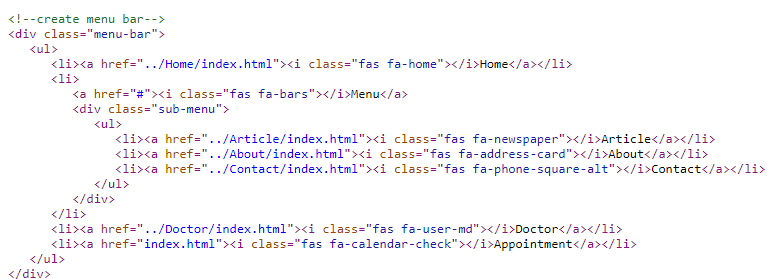 <!--create menu bar-->
<div class="menu-bar">
<ul>
<li><a href="../Home/index.html"><i class="fas fa-home"></i>Home</a></li>
<li>
<a href="#"><i class="fas fa-bars"></i>Menu</a>
<div class="sub-menu">
<ul>
<li><a href="../Article/index.html"><i class="fas fa-newspaper"></i>Article</a></li>
<li><a href="../About/index.html"><i class="fas fa-address-card"></i>About</a></li>
<li><a href="../Contact/index.html"><i class="fas fa-phone-square-alt"></i>Contact</a></li>
</ul>
</div>
</li>
<li><a href="../Doctor/index.html"><i class="fas fa-user-md"></i>Doctor</a></li>
<li><a href="index.html"><i class="fas fa-calendar-check"></i>Appointment</a></li>
</ul>
</div>